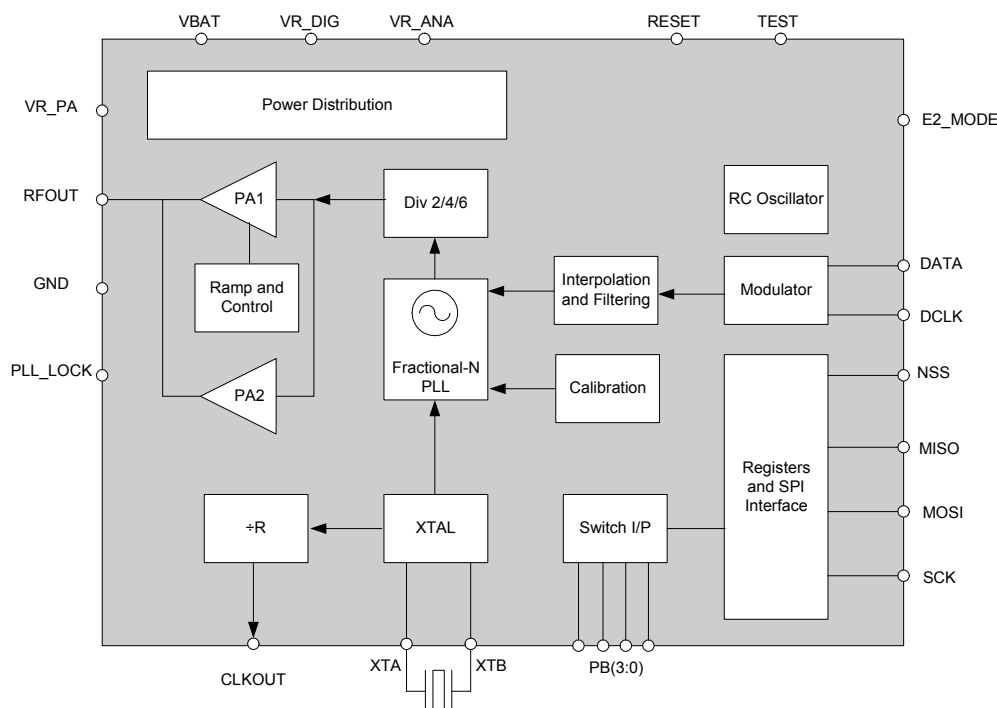 VBAT
VR_DIG
VR_ANA
RESET
TEST
VR_PA
Power Distribution
E2_MODE
RFOUT
PA1
Div 2/4/6
RC Oscillator
GND
Ramp and
Control
Interpolation
and Filtering
Modulator
DATA
DCLK
PLL_LOCK
PA2
Fractional-N
PLL
Calibration
NSS
MISO
Registers
and SPI
Interface
MOSI
SCK
÷R
XTAL
Switch I/P
CLKOUT
XTA
XTB
PB(3:0)